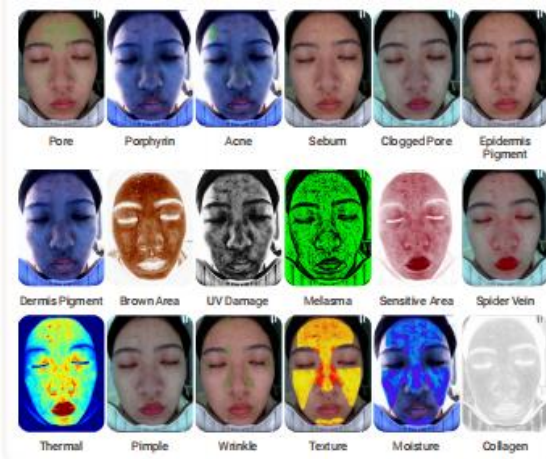 Pore
Porphyrin
Acne
Sebum
Clogged Pore
Epidermis
Pigment
Dermis Pigment
Brown Area
UV Damage
Melasma
Sensitive Area
Spider Vein
Thermal
Pimple
Wrinkle
Texture
Moisture
Collagen